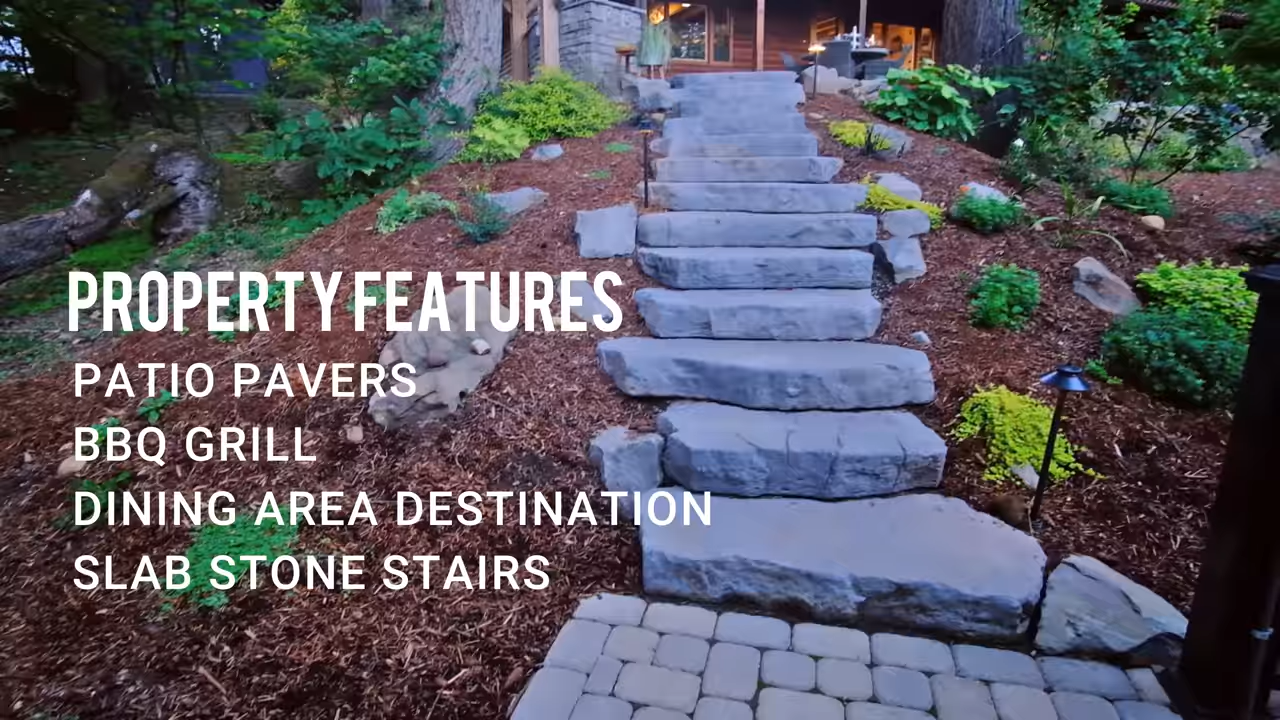 PROPERTY FEATURES
PATIO PAVERS
BBQ GRILL
DINING AREA DESTINATION
SLAB STONE STAIRS